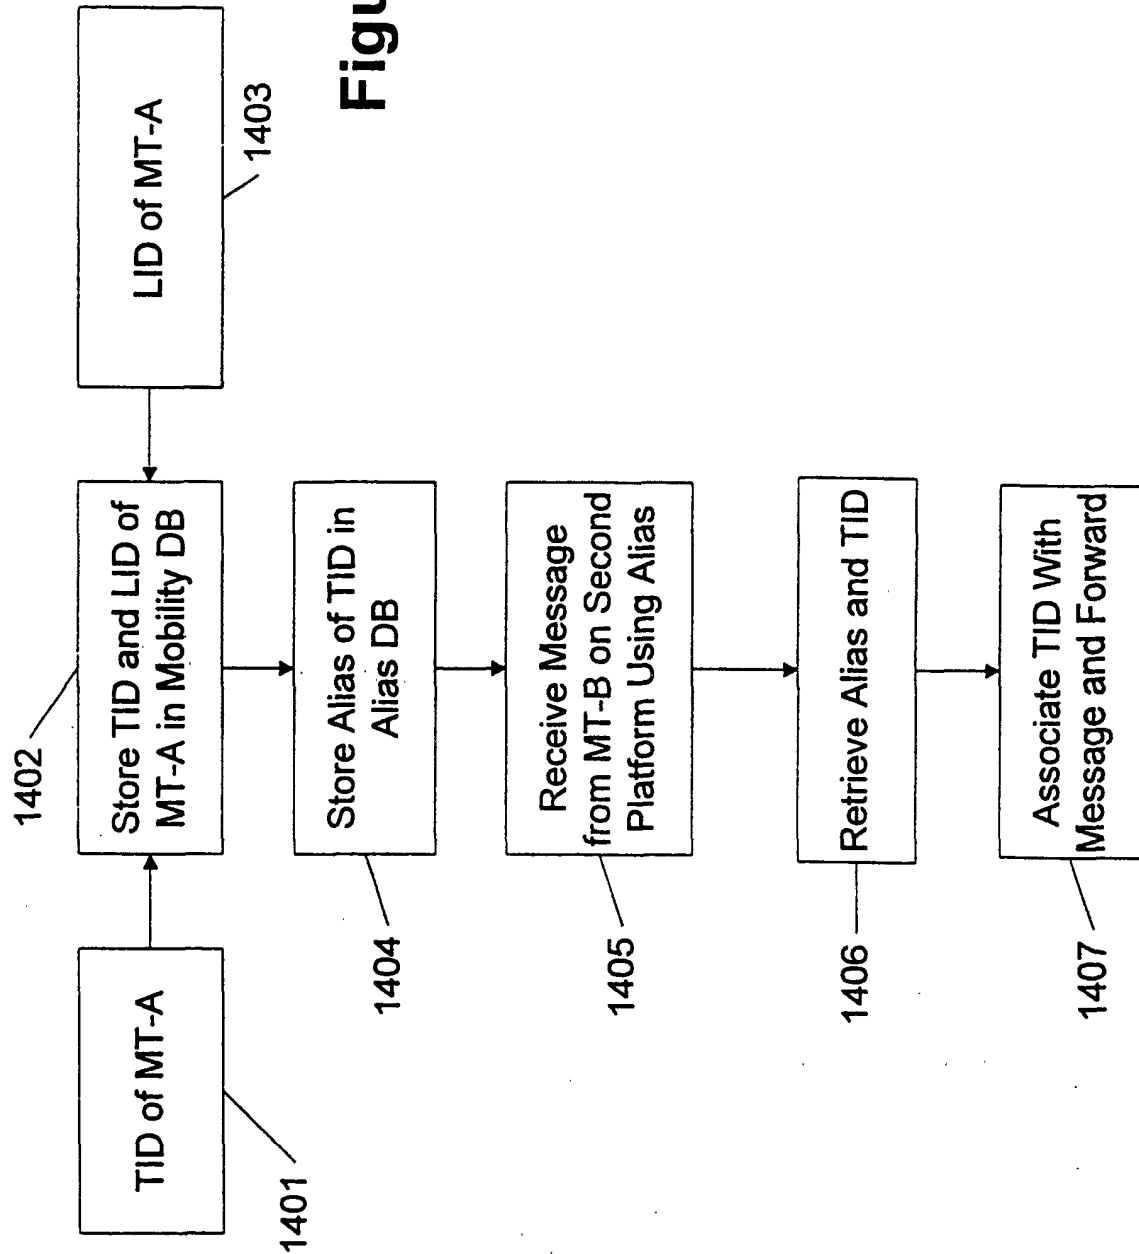 1402
TID of MT-A
Store TID and LID of
MT-A in Mobility DB
LID of MT-A
1401
1403
Store Alias of TID in
Alias DB
1404
Receive Message
from MT-B on Second
Platform Using Alias
1405
Retrieve Alias and TID
1406
Associate TID With
Message and Forward
1407